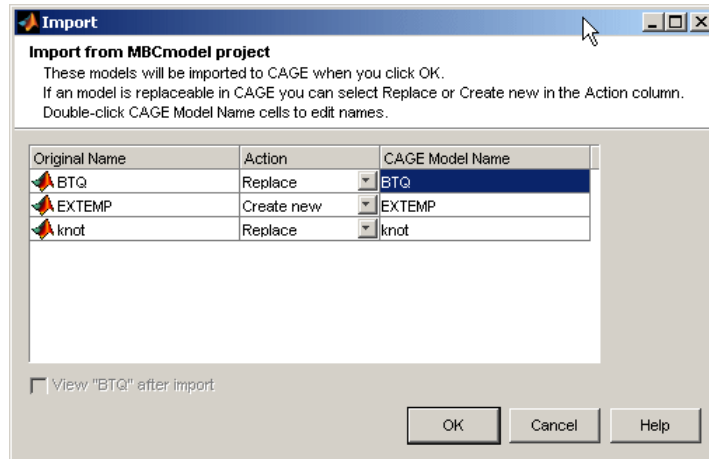 Import
Import from MBCmodel project
These models will be imported to CAGE when you click OK.
If an model is replaceable in CAGE you can select Replace or Create new in the Action column.
Double-click CAGE Model Name cells to edit names.
Original Name Action CAGE Model Name
BTQ Replace BTQ
EXTEMP Create new EXTEMP
knot Replace knot
View "BTQ" after import
OK Cancel Help